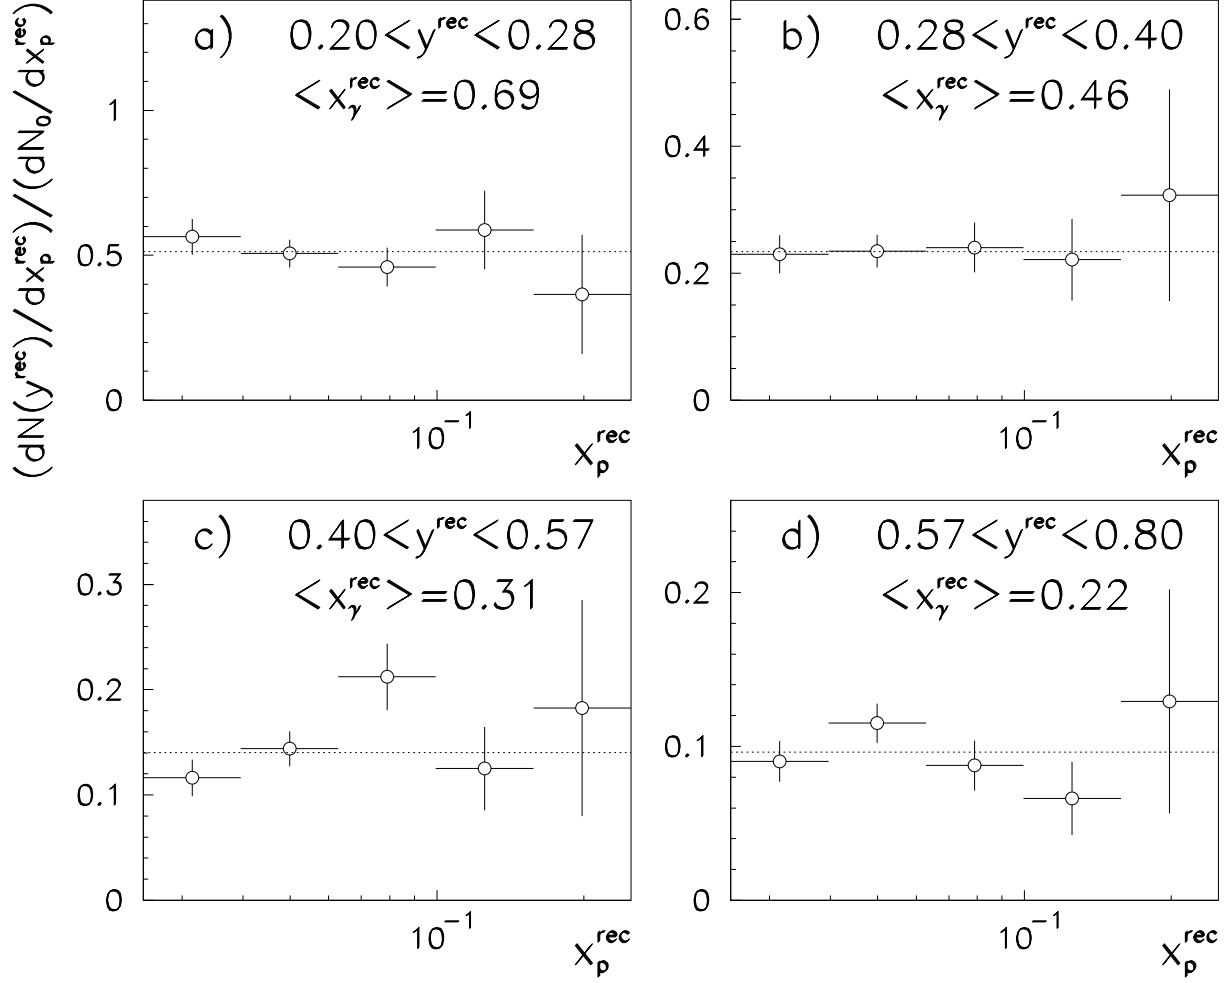 (dN(y^rec)/dx_p^rec)/(dN_0/dx_p^rec)
a) 0.20<y^rec<0.28
<x_γ^rec>=0.69
1
0.5
0
10^-1
x_p^rec
b) 0.28<y^rec<0.40
<x_γ^rec>=0.46
0.6
0.4
0.2
0
10^-1
x_p^rec
c) 0.40<y^rec<0.57
<x_γ^rec>=0.31
0.3
0.2
0.1
0
10^-1
x_p^rec
d) 0.57<y^rec<0.80
<x_γ^rec>=0.22
0.2
0.1
0
10^-1
x_p^rec